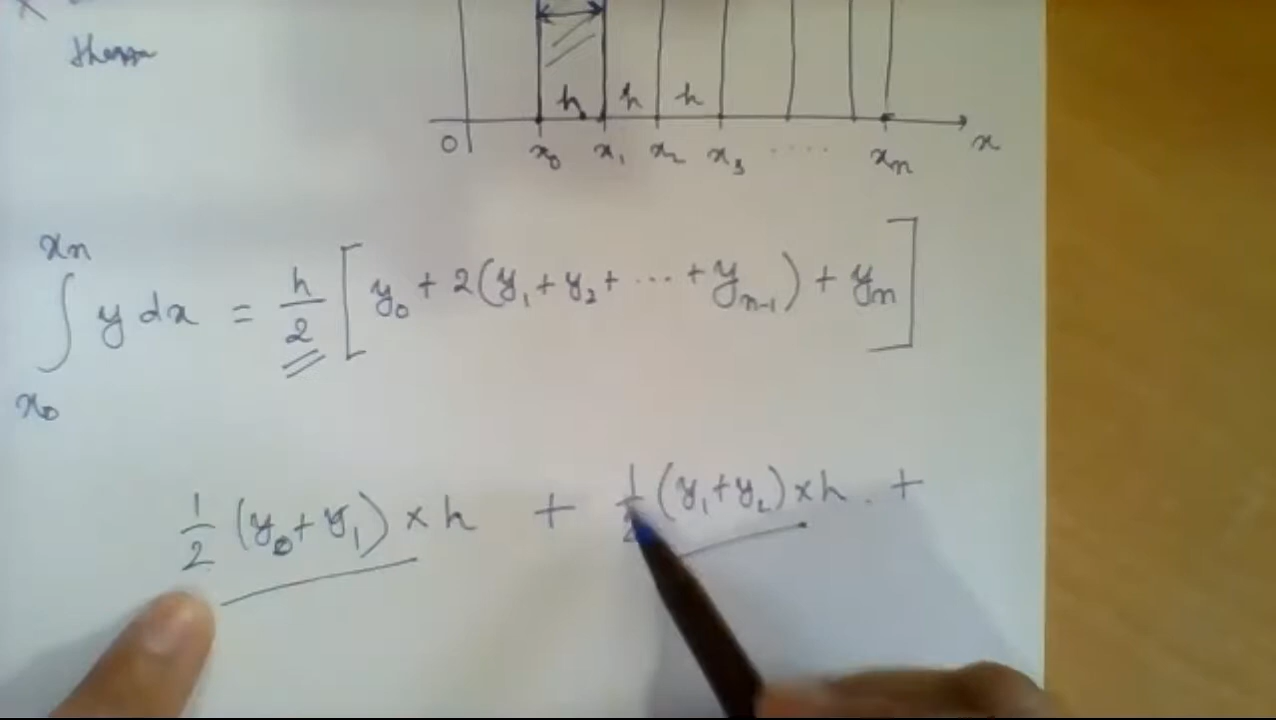 h h h
0 x₀ x₁ x₂ x₃ ..... xₙ x
xₙ
∫ y dx = h/2 [y₀ + 2(y₁ + y₂ + ... + yₙ₋₁) + yₙ]
x₀
1/2 (y₀ + y₁) × h + 1/2 (y₁ + y₂) × h . +